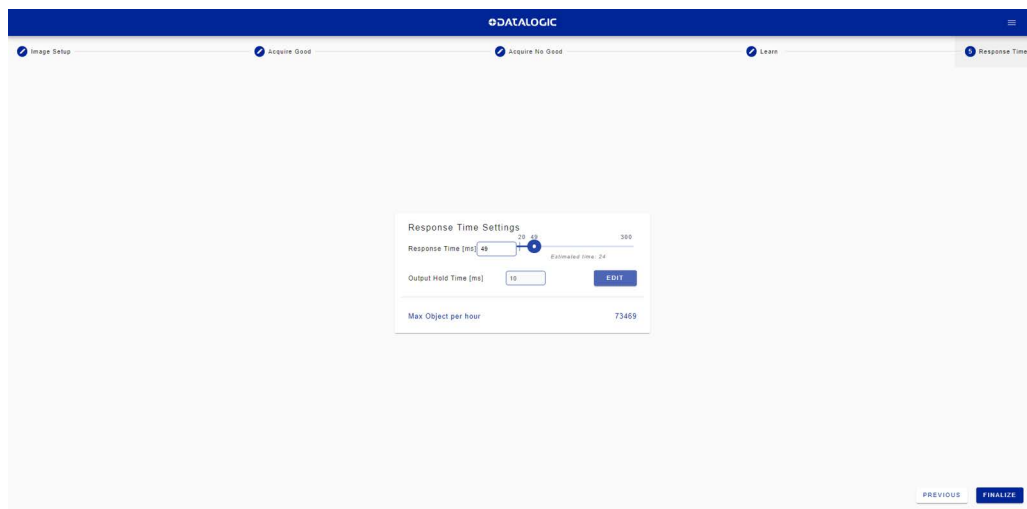 DATALOGIC
Image Setup
Acquire Good
Acquire No Good
Learn
5 Response Time
Response Time Settings
20 49 300
Response Time [ms] 49
Estimated time: 24
Output Hold Time [ms] 10 EDIT
Max Object per hour 73469
PREVIOUS FINALIZE